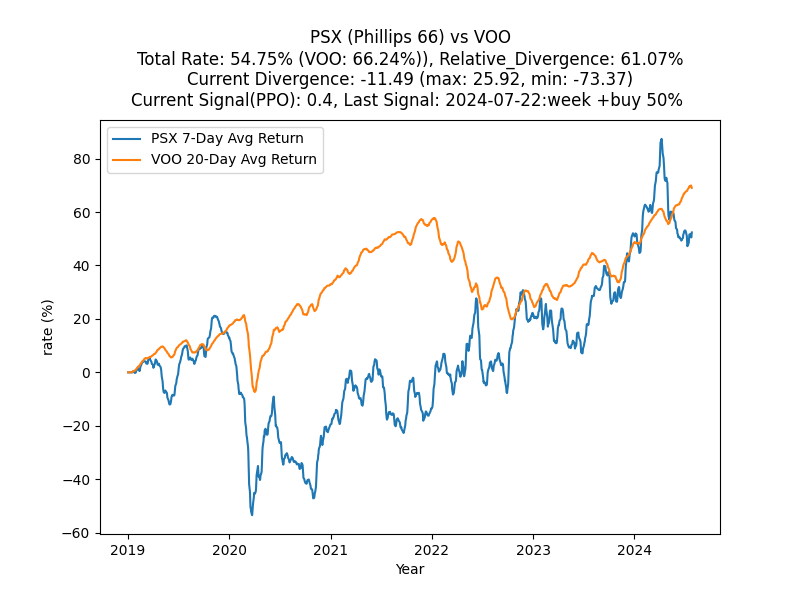 PSX (Phillips 66) vs VOO
Total Rate: 54.75% (VOO: 66.24%)), Relative_Divergence: 61.07%
Current Divergence: -11.49 (max: 25.92, min: -73.37)
Current Signal(PPO): 0.4, Last Signal: 2024-07-22:week +buy 50%
PSX 7-Day Avg Return
VOO 20-Day Avg Return
rate (%)
80
60
40
20
0
−20
−40
−60
2019 2020 2021 2022 2023 2024
Year